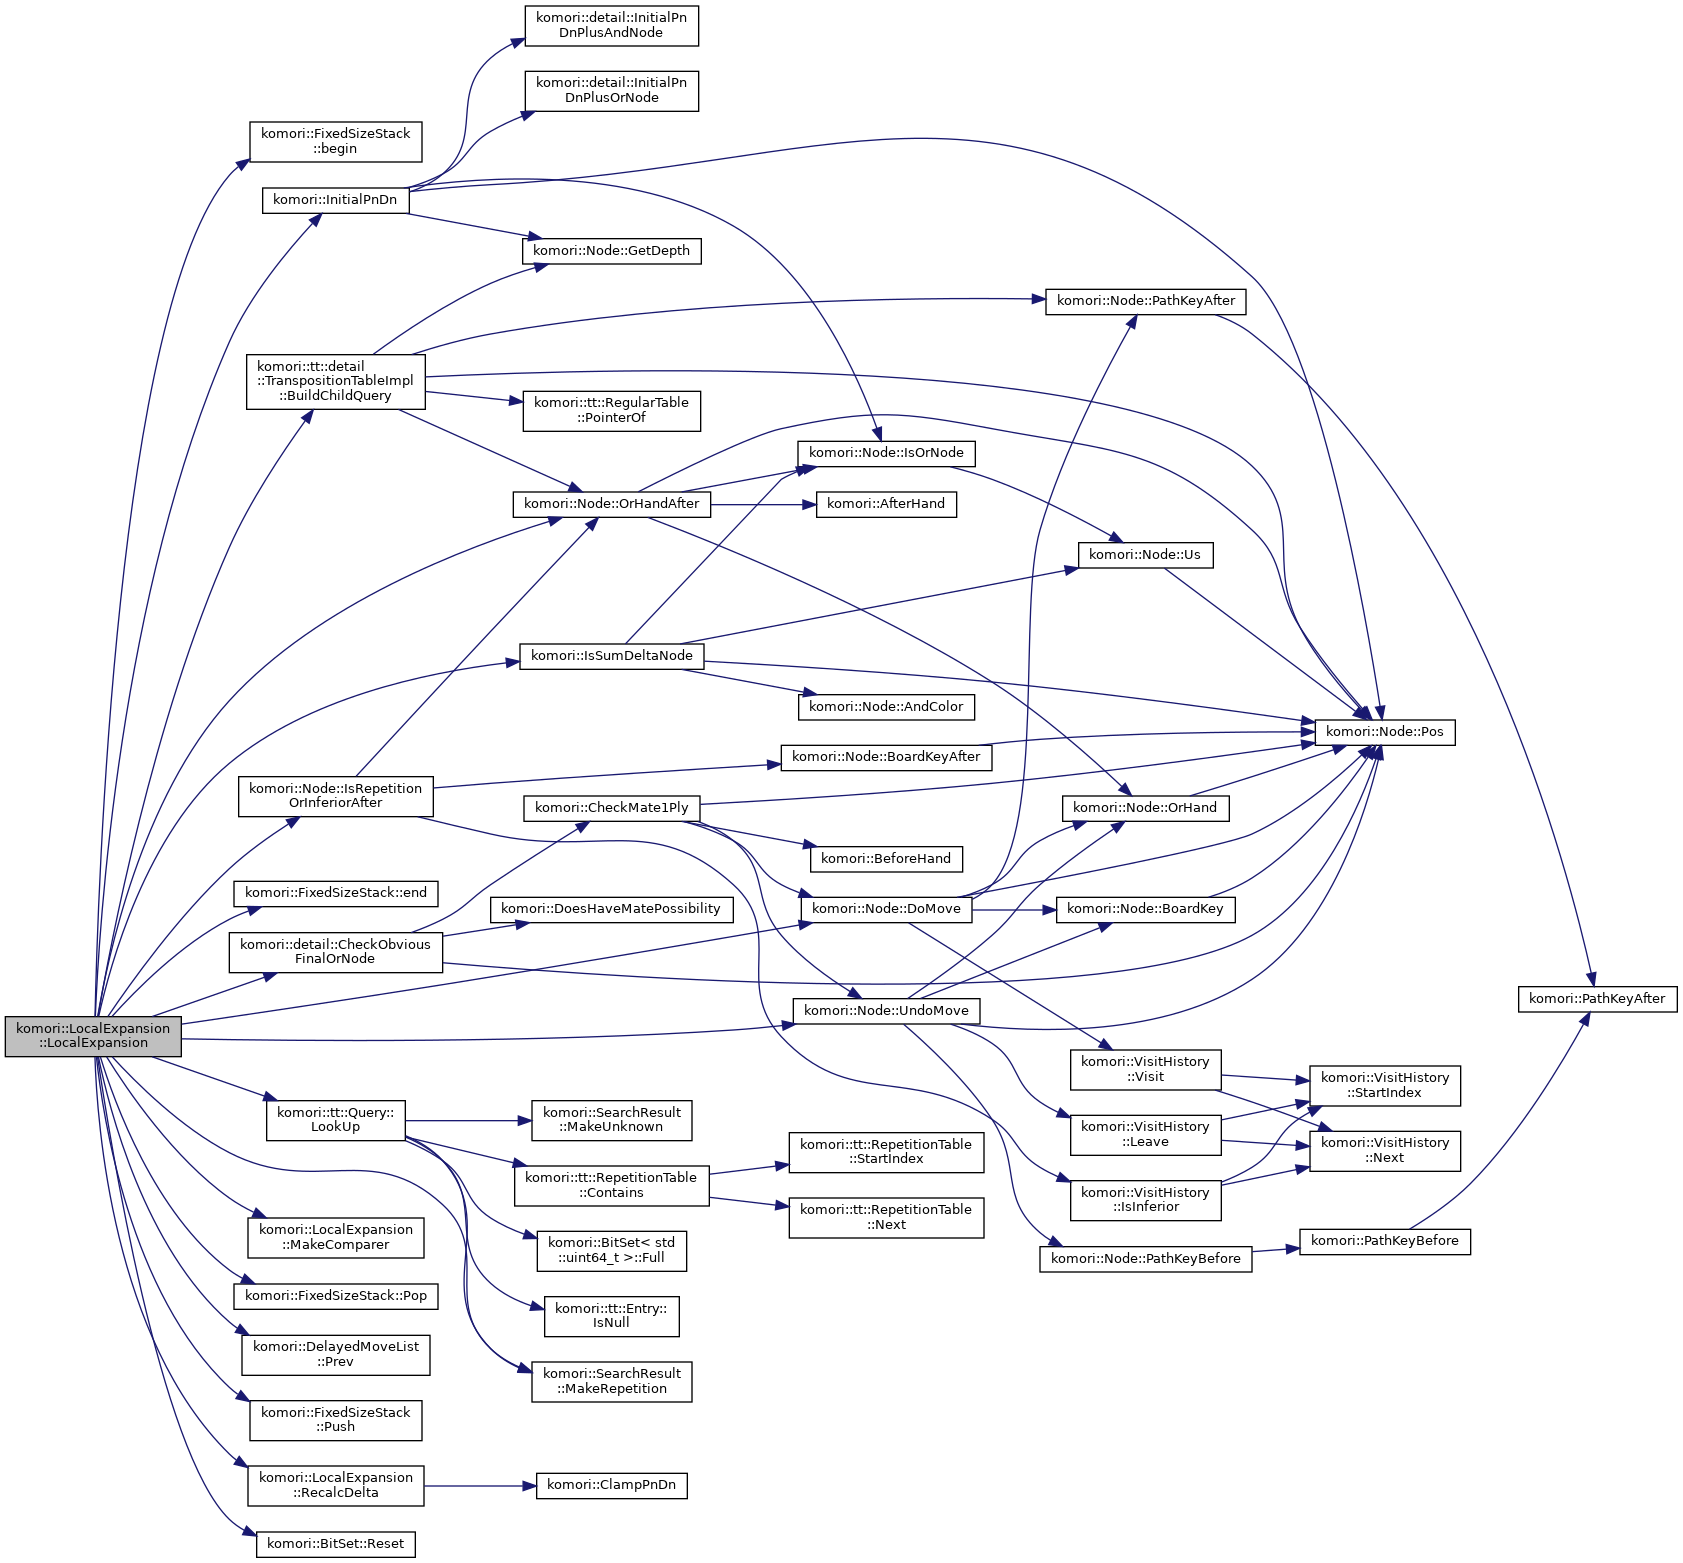 komori::detail::InitialPn
DnPlusAndNode
komori::detail::InitialPn
DnPlusOrNode
komori::FixedSizeStack
::begin
komori::InitialPnDn
komori::Node::GetDepth
komori::Node::PathKeyAfter
komori::tt::detail
::TranspositionTableImpl
::BuildChildQuery
komori::tt::RegularTable
::PointerOf
komori::Node::IsOrNode
komori::Node::OrHandAfter
komori::AfterHand
komori::Node::Us
komori::IsSumDeltaNode
komori::Node::AndColor
komori::Node::Pos
komori::Node::BoardKeyAfter
komori::Node::IsRepetition
OrInferiorAfter
komori::CheckMate1Ply
komori::Node::OrHand
komori::BeforeHand
komori::FixedSizeStack::end
komori::DoesHaveMatePossibility
komori::Node::DoMove
komori::Node::BoardKey
komori::detail::CheckObvious
FinalOrNode
komori::PathKeyAfter
komori::Node::UndoMove
komori::LocalExpansion
::LocalExpansion
komori::VisitHistory
::Visit
komori::VisitHistory
::StartIndex
komori::tt::Query::
LookUp
komori::SearchResult
::MakeUnknown
komori::VisitHistory
::Leave
komori::VisitHistory
::Next
komori::tt::RepetitionTable
::StartIndex
komori::tt::RepetitionTable
::Contains
komori::VisitHistory
::IsInferior
komori::tt::RepetitionTable
::Next
komori::LocalExpansion
::MakeComparer
komori::BitSet< std
::uint64_t >::Full
komori::Node::PathKeyBefore
komori::PathKeyBefore
komori::FixedSizeStack::Pop
komori::tt::Entry::
IsNull
komori::DelayedMoveList
::Prev
komori::SearchResult
::MakeRepetition
komori::FixedSizeStack
::Push
komori::LocalExpansion
::RecalcDelta
komori::ClampPnDn
komori::BitSet::Reset